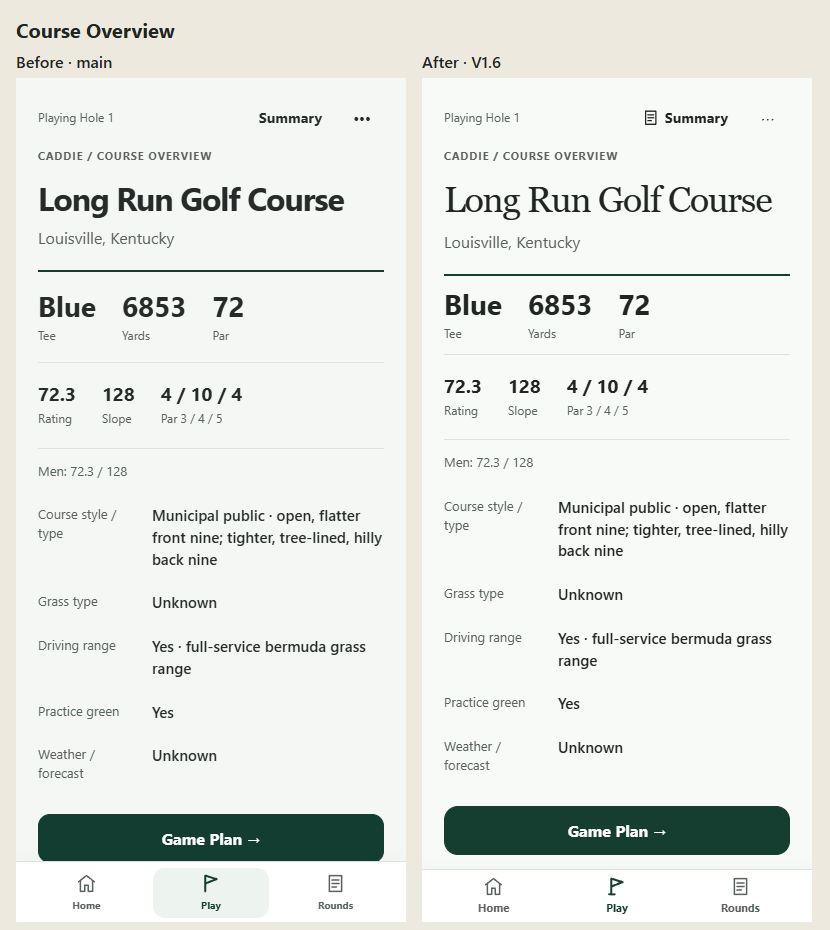 Course Overview
Before · main
Playing Hole 1
Summary
•••
CADDIE / COURSE OVERVIEW
Long Run Golf Course
Louisville, Kentucky
Blue 6853 72
Tee Yards Par
72.3 128 4 / 10 / 4
Rating Slope Par 3 / 4 / 5
Men: 72.3 / 128
Course style /
type
Municipal public · open, flatter
front nine; tighter, tree-lined, hilly
back nine
Grass type
Unknown
Driving range
Yes · full-service bermuda grass
range
Practice green
Yes
Weather /
forecast
Unknown
Game Plan →
Home Play Rounds
After · V1.6
Playing Hole 1
Summary
···
CADDIE / COURSE OVERVIEW
Long Run Golf Course
Louisville, Kentucky
Blue 6853 72
Tee Yards Par
72.3 128 4 / 10 / 4
Rating Slope Par 3 / 4 / 5
Men: 72.3 / 128
Course style /
type
Municipal public · open, flatter
front nine; tighter, tree-lined, hilly
back nine
Grass type
Unknown
Driving range
Yes · full-service bermuda grass
range
Practice green
Yes
Weather /
forecast
Unknown
Game Plan →
Home Play Rounds